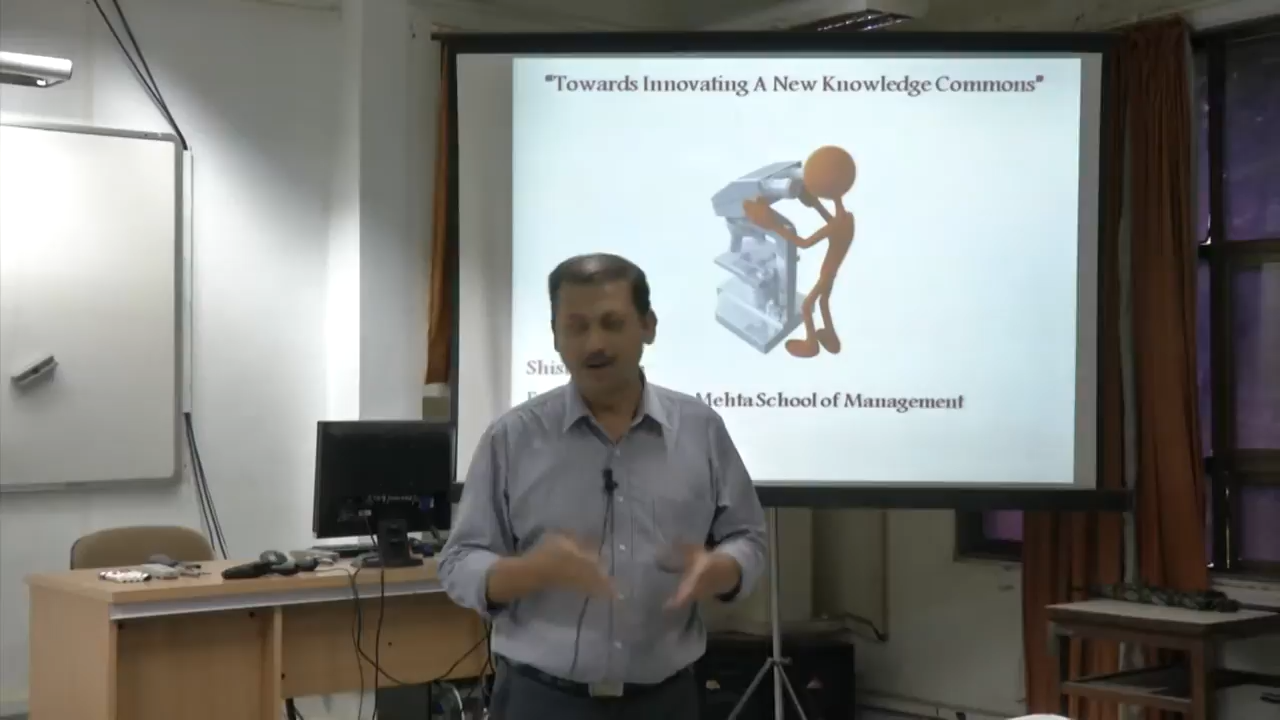 "Towards Innovating A New Knowledge Commons"
Mehta School of Management